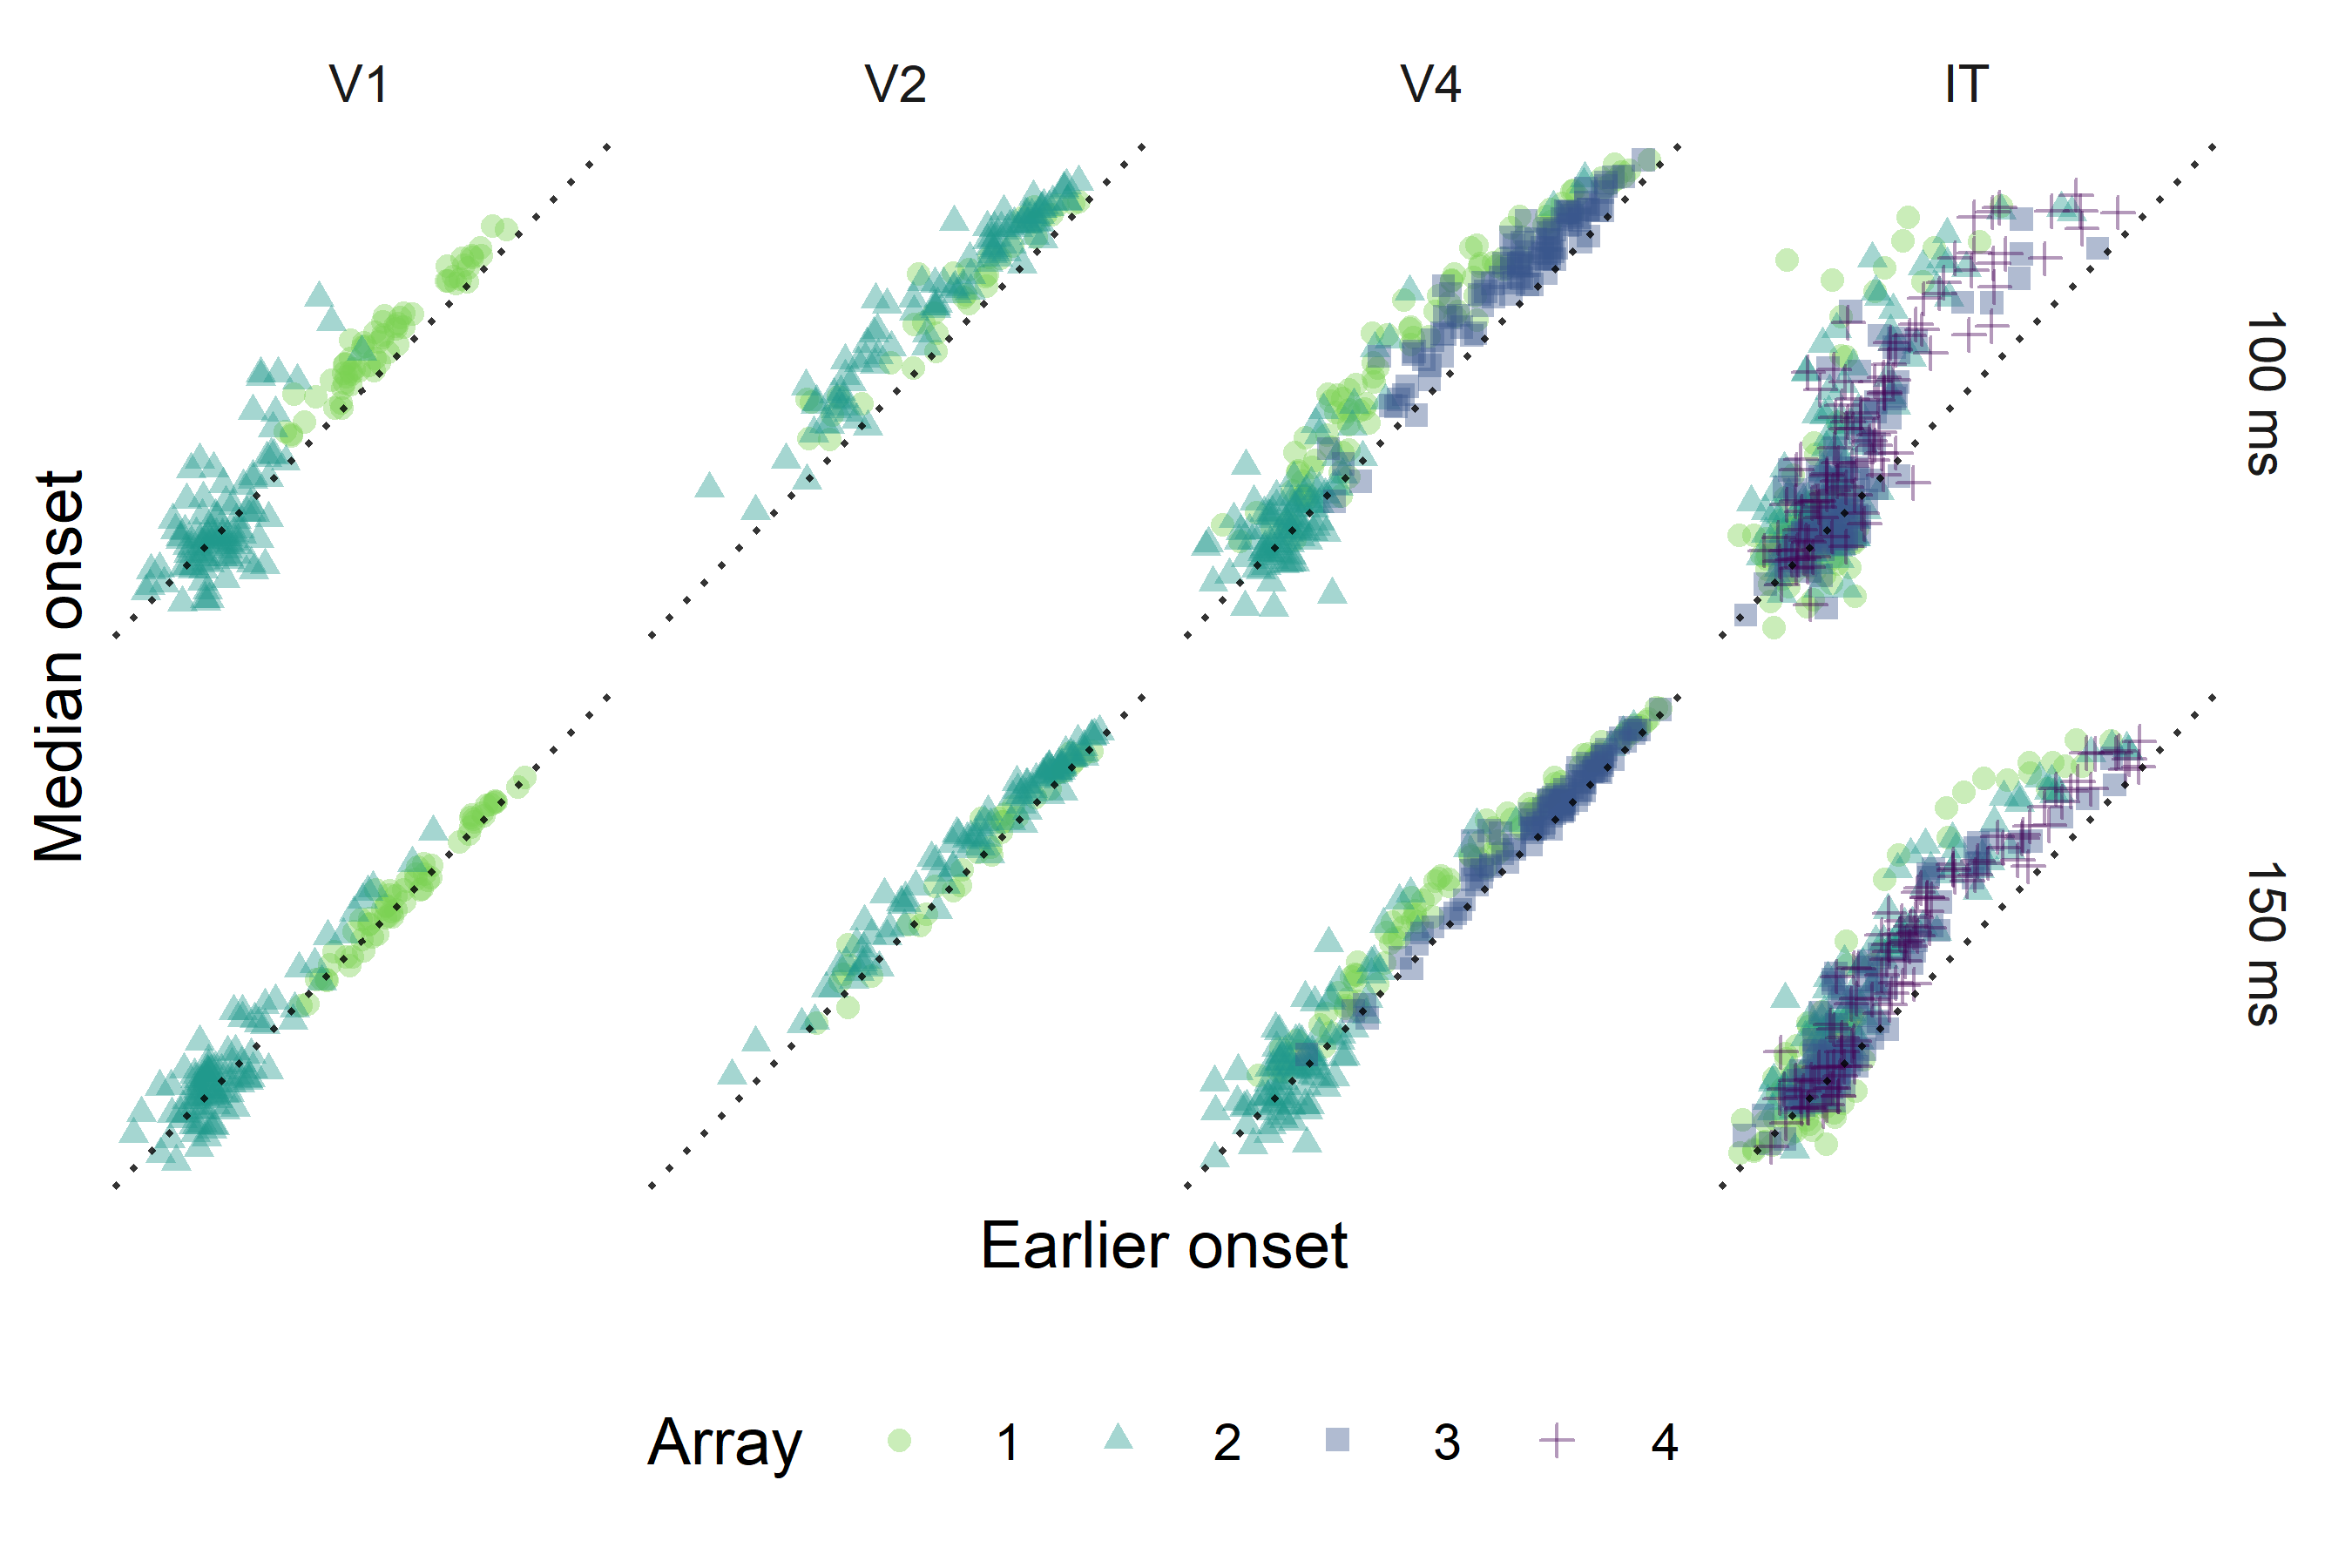 V1 V2 V4 IT
100 ms
Median onset
150 ms
Earlier onset
Array 1 2 3 4